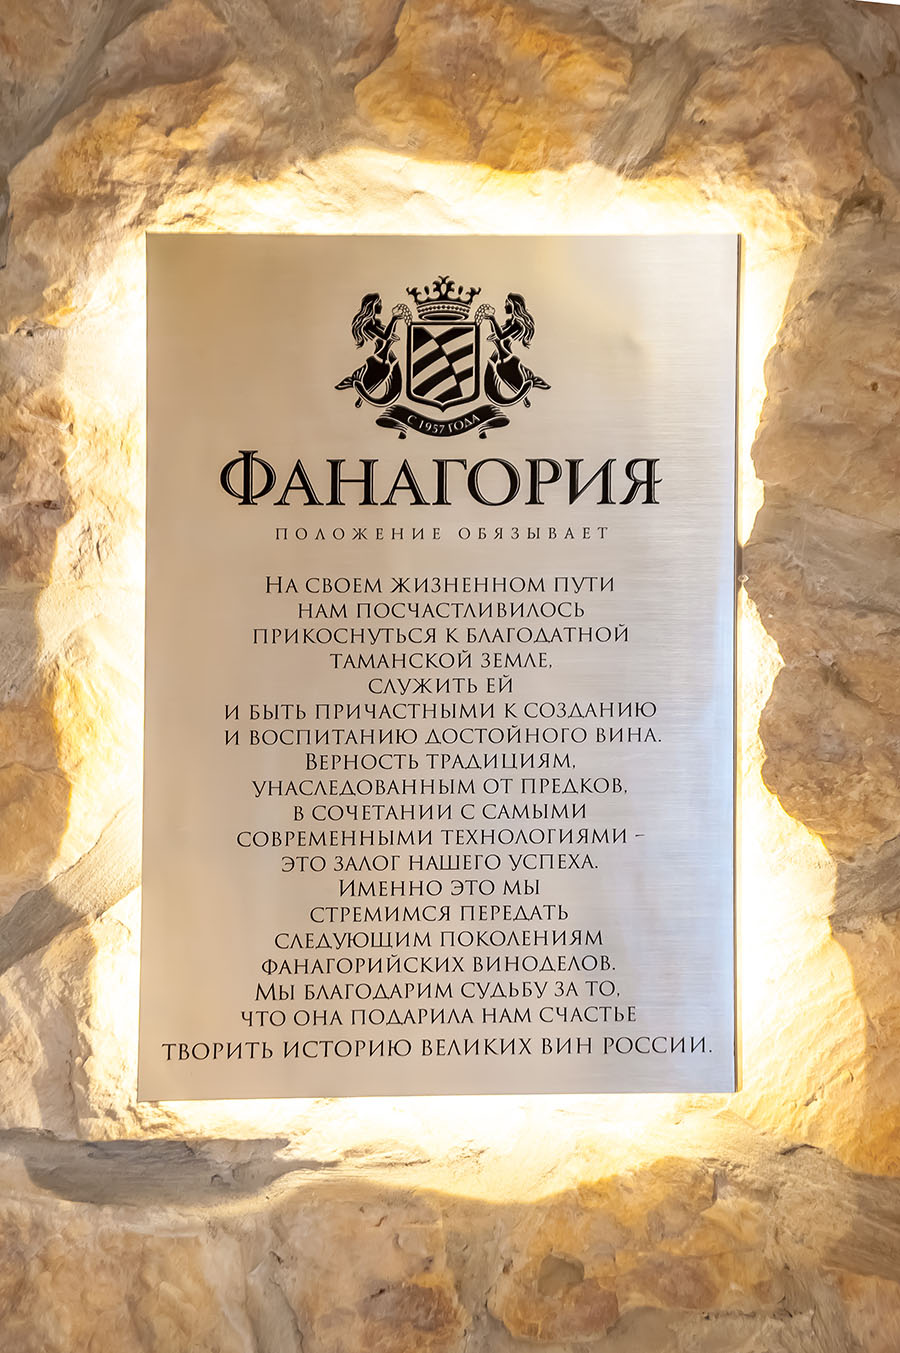 С 1957 ГОДА
ФАНАГОРИЯ
ПОЛОЖЕНИЕ ОБЯЗЫВАЕТ
НА СВОЕМ ЖИЗНЕННОМ ПУТИ
НАМ ПОСЧАСТЛИВИЛОСЬ
ПРИКОСНУТЬСЯ К БЛАГОДАТНОЙ
ТАМАНСКОЙ ЗЕМЛЕ,
СЛУЖИТЬ ЕЙ
И БЫТЬ ПРИЧАСТНЫМИ К СОЗДАНИЮ
И ВОСПИТАНИЮ ДОСТОЙНОГО ВИНА.
ВЕРНОСТЬ ТРАДИЦИЯМ,
УНАСЛЕДОВАННЫМ ОТ ПРЕДКОВ,
В СОЧЕТАНИИ С САМЫМИ
СОВРЕМЕННЫМИ ТЕХНОЛОГИЯМИ –
ЭТО ЗАЛОГ НАШЕГО УСПЕХА.
ИМЕННО ЭТО МЫ
СТРЕМИМСЯ ПЕРЕДАТЬ
СЛЕДУЮЩИМ ПОКОЛЕНИЯМ
ФАНАГОРИЙСКИХ ВИНОДЕЛОВ.
МЫ БЛАГОДАРИМ СУДЬБУ ЗА ТО,
ЧТО ОНА ПОДАРИЛА НАМ СЧАСТЬЕ
ТВОРИТЬ ИСТОРИЮ ВЕЛИКИХ ВИН РОССИИ.